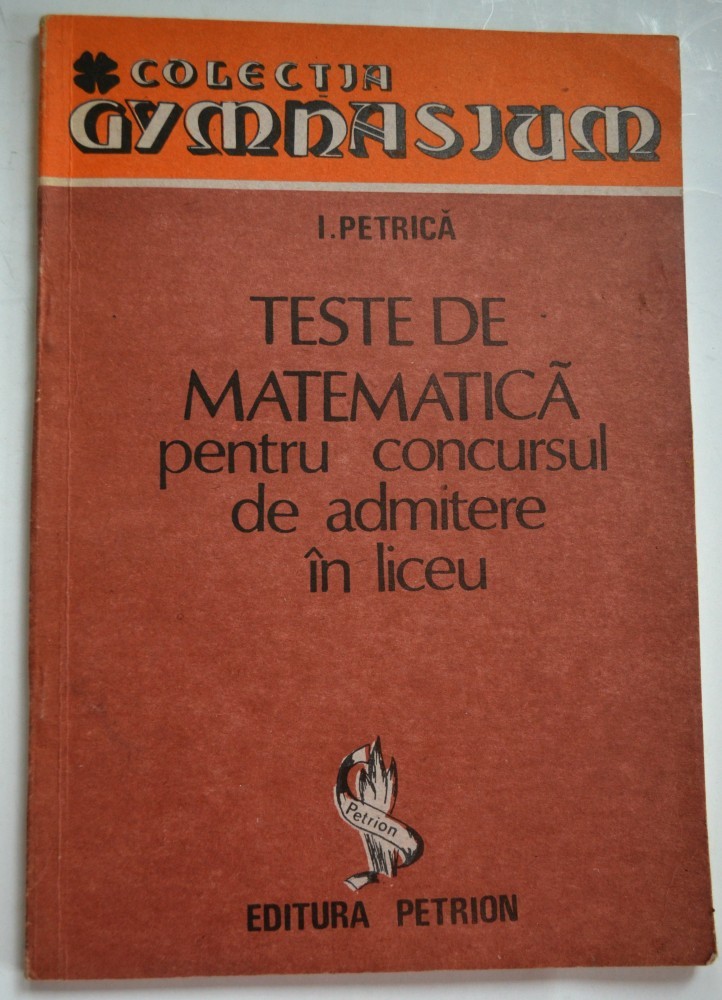 COLECȚIA
GYMNASIUM
I.PETRICĂ
TESTE DE
MATEMATICĂ
pentru concursul
de admitere
în liceu
Petrion
EDITURA PETRION